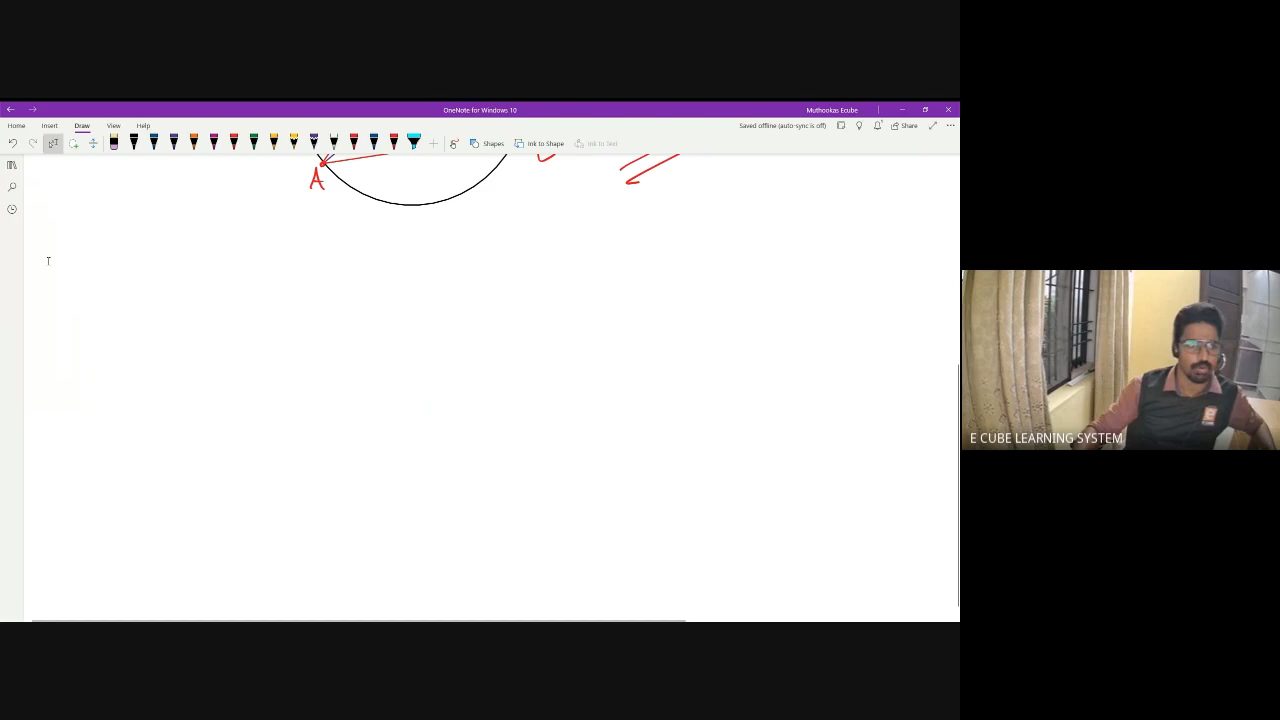 OneNote for Windows 10
Muthookas Ecube
Home Insert Draw View Help
Saved offline (auto-sync is off)
Share
Shapes
Ink to Shape
Ink to Text
A
E CUBE LEARNING SYSTEM